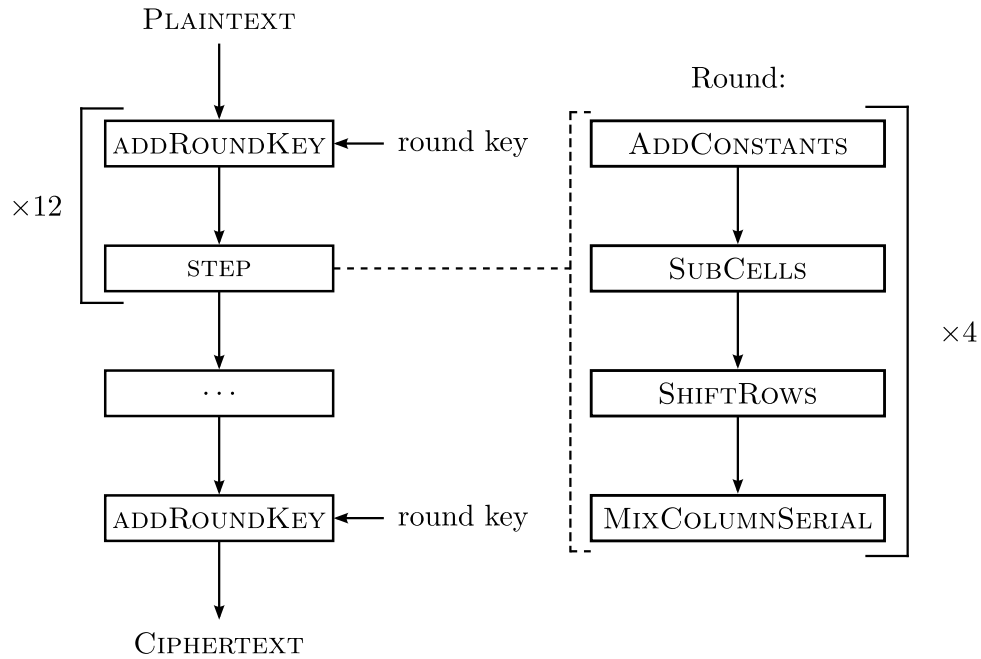 PLAINTEXT
ADDROUNDKEY
round key
×12
STEP
···
ADDROUNDKEY
round key
CIPHERTEXT
Round:
ADDCONSTANTS
SUBCELLS
SHIFTROWS
MIXCOLUMNSERIAL
×4